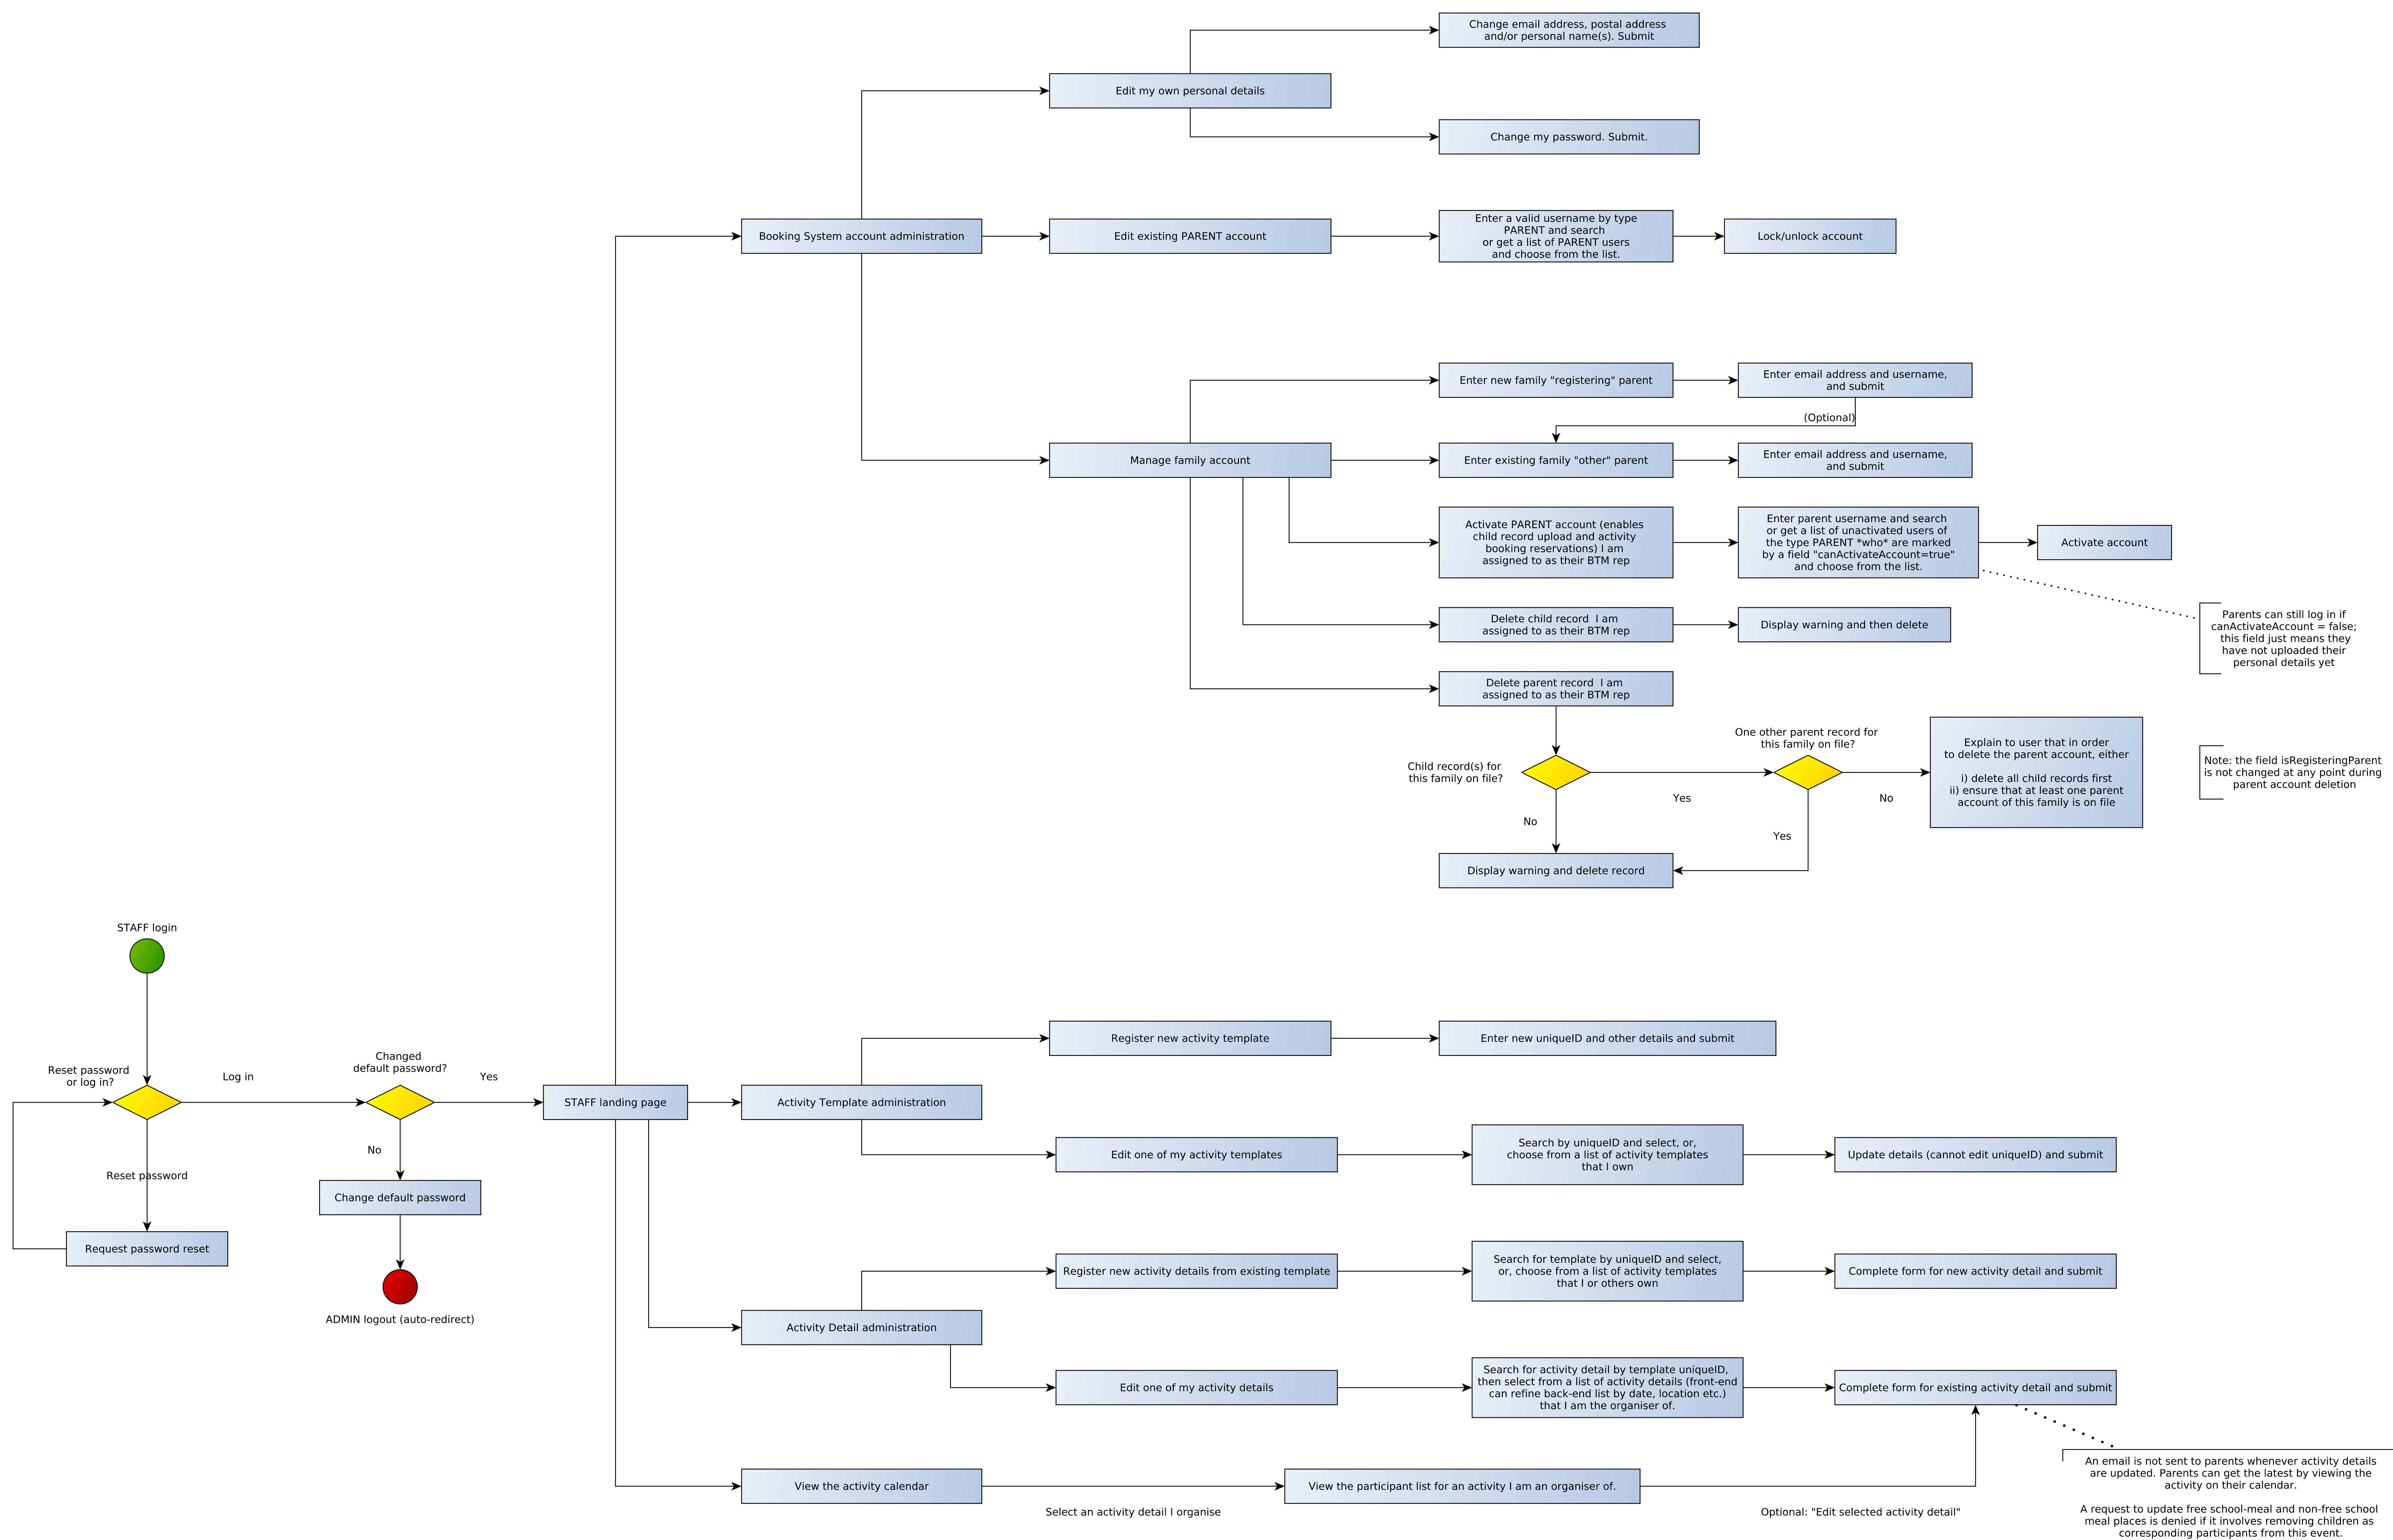 Change email address, postal address
and/or personal name(s). Submit
Edit my own personal details
Change my password. Submit.
Booking System account administration
Edit existing PARENT account
Enter a valid username by type
PARENT and search
or get a list of PARENT users
and choose from the list.
Lock/unlock account
Enter new family "registering" parent
Enter email address and username,
and submit
(Optional)
Manage family account
Enter existing family "other" parent
Enter email address and username,
and submit
Activate PARENT account (enables
child record upload and activity
booking reservations) I am
assigned to as their BTM rep
Enter parent username and search
or get a list of unactivated users of
the type PARENT *who* are marked
by a field "canActivateAccount=true"
and choose from the list.
Activate account
Parents can still log in if
canActivateAccount = false;
this field just means they
have not uploaded their
personal details yet
Delete child record  I am
assigned to as their BTM rep
Display warning and then delete
Delete parent record  I am
assigned to as their BTM rep
Child record(s) for
this family on file?
Yes
No
One other parent record for
this family on file?
No
Yes
Explain to user that in order
to delete the parent account, either
i) delete all child records first
ii) ensure that at least one parent
account of this family is on file
Note: the field isRegisteringParent
is not changed at any point during
parent account deletion
Display warning and delete record
STAFF login
Reset password
or log in?
Log in
Reset password
Request password reset
Changed
default password?
Yes
No
Change default password
ADMIN logout (auto-redirect)
STAFF landing page
Activity Template administration
Register new activity template
Enter new uniqueID and other details and submit
Edit one of my activity templates
Search by uniqueID and select, or,
choose from a list of activity templates
that I own
Update details (cannot edit uniqueID) and submit
Activity Detail administration
Register new activity details from existing template
Search for template by uniqueID and select,
or, choose from a list of activity templates
that I or others own
Complete form for new activity detail and submit
Edit one of my activity details
Search for activity detail by template uniqueID,
then select from a list of activity details (front-end
can refine back-end list by date, location etc.)
that I am the organiser of.
Complete form for existing activity detail and submit
View the activity calendar
Select an activity detail I organise
View the participant list for an activity I am an organiser of.
Optional: "Edit selected activity detail"
An email is not sent to parents whenever activity details
are updated. Parents can get the latest by viewing the
activity on their calendar.
A request to update free school-meal and non-free school
meal places is denied if it involves removing children as
corresponding participants from this event.